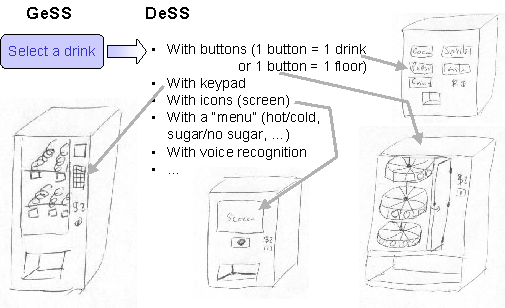 GeSS
DeSS
Select a drink
• With buttons (1 button = 1 drink
or 1 button = 1 floor)
• With keypad
• With icons (screen)
• With a "menu" (hot/cold,
sugar/no sugar, ...)
• With voice recognition
• ...
Screen